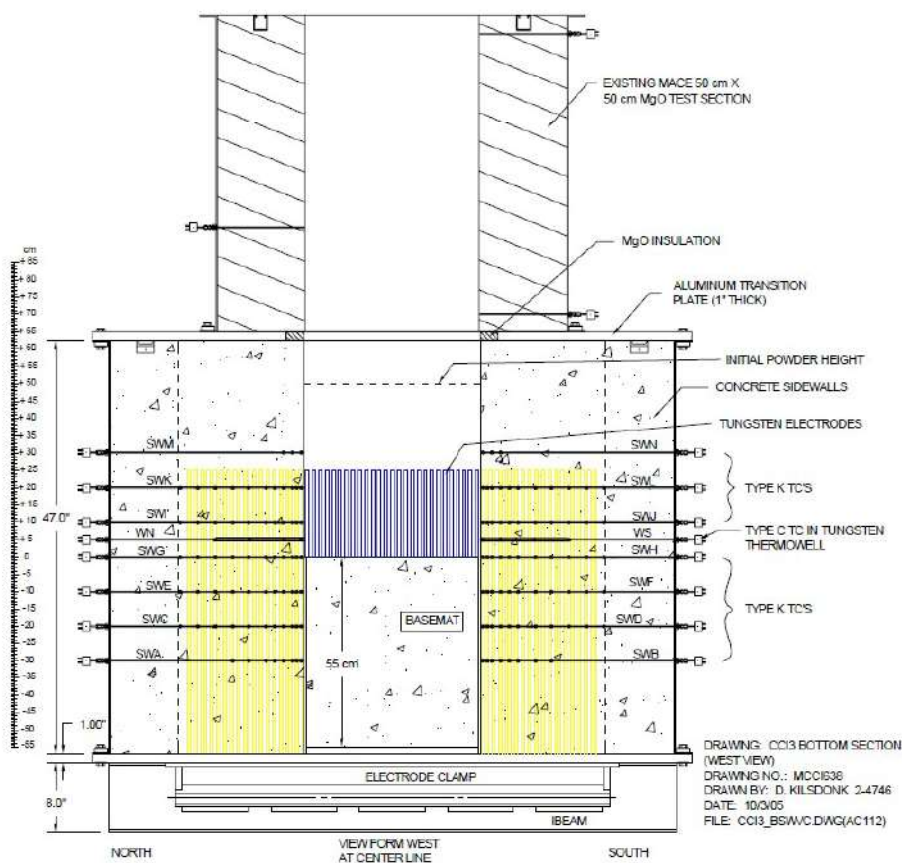 EXISTING MACE 50 cm X
50 cm MgO TEST SECTION
MgO INSULATION
cm
+85
+80
+75
+70
+65
ALUMINUM TRANSITION
PLATE (1" THICK)
+60
+55
INITIAL POWDER HEIGHT
+50
+45
CONCRETE SIDEWALLS
+40
+35
TUNGSTEN ELECTRODES
+30
SWM
SWN
+25
+20
SWK
SWL
TYPE K TC'S
+15
47.0"
+10
SWI
SWJ
+5
WN
WS
TYPE C TC IN TUNGSTEN
THERMOWELL
0
SWG
SWH
-5
-10
SWE
SWF
BASEMAT
TYPE K TC'S
-15
-20
SWC
SWD
-25
-30
SWA
SWB
55 cm
-35
-40
-45
-50
1.00"
-55
DRAWING: CCI3 BOTTOM SECTION
(WEST VIEW)
DRAWING NO.: MCCI638
DRAWN BY: D. KILSDONK 2-4746
DATE: 10/3/05
FILE: CCI3_BSWVC.DWG(AC112)
ELECTRODE CLAMP
8.0"
IBEAM
NORTH
VIEW FORM WEST
AT CENTER LINE
SOUTH